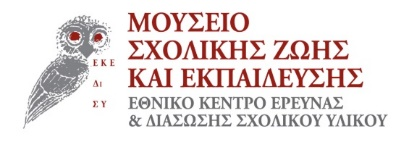 ΕΚΕ
Δι
ΣΥ
ΜΟΥΣΕΙΟ
ΣΧΟΛΙΚΗΣ ΖΩΗΣ
ΚΑΙ ΕΚΠΑΙΔΕΥΣΗΣ
ΕΘΝΙΚΟ ΚΕΝΤΡΟ ΕΡΕΥΝΑΣ
& ΔΙΑΣΩΣΗΣ ΣΧΟΛΙΚΟΥ ΥΛΙΚΟΥ